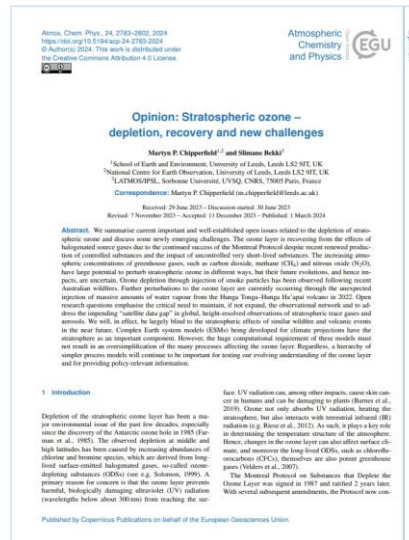 Atmos. Chem. Phys., 24, 2783–2802, 2024
https://doi.org/10.5194/acp-24-2783-2024
© Author(s) 2024. This work is distributed under
the Creative Commons Attribution 4.0 License.
Atmospheric
Chemistry
and Physics
EGU
Opinion: Stratospheric ozone –
depletion, recovery and new challenges
Martyn P. Chipperfield1,2 and Slimane Bekki3
1School of Earth and Environment, University of Leeds, Leeds LS2 9JT, UK
2National Centre for Earth Observation, University of Leeds, Leeds LS2 9JT, UK
3LATMOS/IPSL, Sorbonne Université, UVSQ, CNRS, 75005 Paris, France
Correspondence: Martyn P. Chipperfield (m.chipperfield@leeds.ac.uk)
Received: 29 June 2023 – Discussion started: 30 June 2023
Revised: 7 November 2023 – Accepted: 11 December 2023 – Published: 1 March 2024
Abstract. We summarise current important and well-established open issues related to the depletion of strato-
spheric ozone and discuss some newly emerging challenges. The ozone layer is recovering from the effects of
halogenated source gases due to the continued success of the Montreal Protocol despite recent renewed produc-
tion of controlled substances and the impact of uncontrolled very short-lived substances. The increasing atmo-
spheric concentrations of greenhouse gases, such as carbon dioxide, methane (CH4) and nitrous oxide (N2O),
have large potential to perturb stratospheric ozone in different ways, but their future evolutions, and hence im-
pacts, are uncertain. Ozone depletion through injection of smoke particles has been observed following recent
Australian wildfires. Further perturbations to the ozone layer are currently occurring through the unexpected
injection of massive amounts of water vapour from the Hunga Tonga–Hunga Ha'apai volcano in 2022. Open
research questions emphasise the critical need to maintain, if not expand, the observational network and to ad-
dress the impending "satellite data gap" in global, height-resolved observations of stratospheric trace gases and
aerosols. We will, in effect, be largely blind to the stratospheric effects of similar wildfire and volcanic events
in the near future. Complex Earth system models (ESMs) being developed for climate projections have the
stratosphere as an important component. However, the huge computational requirement of these models must
not result in an oversimplification of the many processes affecting the ozone layer. Regardless, a hierarchy of
simpler process models will continue to be important for testing our evolving understanding of the ozone layer
and for providing policy-relevant information.
1 Introduction
Depletion of the stratospheric ozone layer has been a ma-
jor environmental issue of the past few decades, especially
since the discovery of the Antarctic ozone hole in 1985 (Far-
man et al., 1985). The observed depletion at middle and
high latitudes has been caused by increasing abundances of
chlorine and bromine species, which are derived from long-
lived surface-emitted halogenated gases, so-called ozone-
depleting substances (ODSs) (see e.g. Solomon, 1999). A
primary reason for concern is that the ozone layer prevents
harmful, biologically damaging ultraviolet (UV) radiation
(wavelengths below about 300 nm) from reaching the sur-
face. UV radiation can, among other impacts, cause skin can-
cer in humans and can be damaging to plants (Barnes et al.,
2019). Ozone not only absorbs UV radiation, heating the
stratosphere, but also interacts with terrestrial infrared (IR)
radiation (e.g. Riese et al., 2012). As such, it plays a key role
in determining the temperature structure of the atmosphere.
Hence, changes in the ozone layer can also affect surface cli-
mate, and moreover the long-lived ODSs, such as chloroflu-
orocarbons (CFCs), themselves are also potent greenhouse
gases (Velders et al., 2007).
The Montreal Protocol on Substances that Deplete the
Ozone Layer was signed in 1987 and ratified 2 years later.
With several subsequent amendments, the Protocol now con-
Published by Copernicus Publications on behalf of the European Geosciences Union.